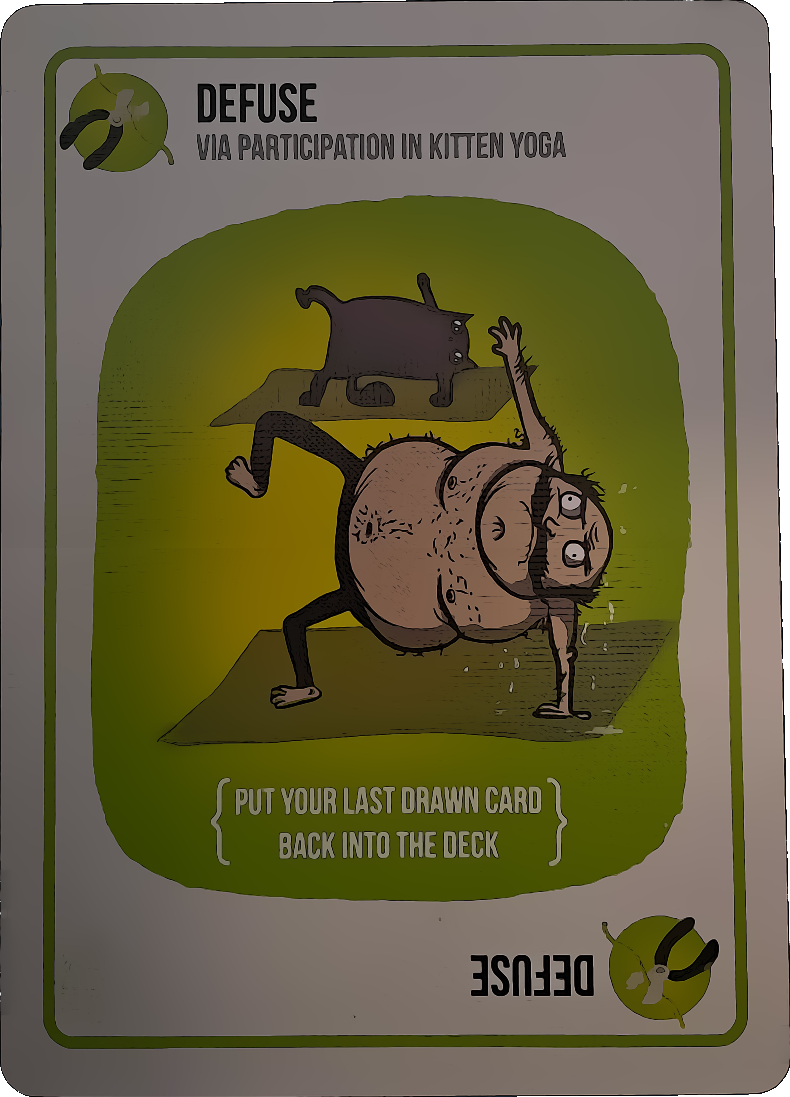 DEFUSE
VIA PARTICIPATION IN KITTEN YOGA
{PUT YOUR LAST DRAWN CARD
BACK INTO THE DECK}
DEFUSE